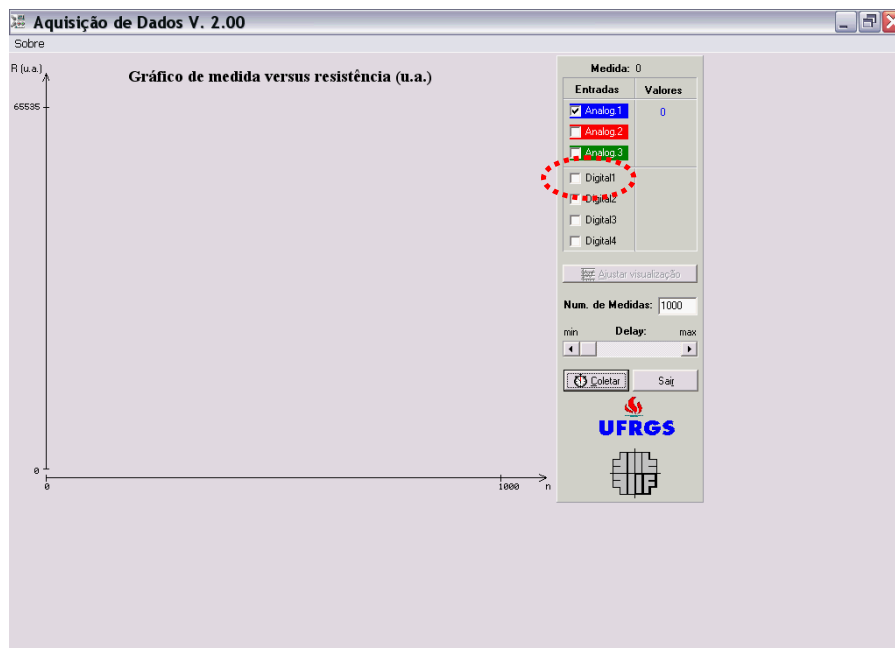 Aquisição de Dados V. 2.00
Sobre
R (u.a.)
Gráfico de medida versus resistência (u.a.)
65535
0
0
1000
n
Medida: 0
Entradas Valores
Analog.1 0
Analog.2
Analog.3
Digital1
Digital2
Digital3
Digital4
Ajustar visualização
Num. de Medidas: 1000
min Delay: max
Coletar Sair
UFRGS
IF